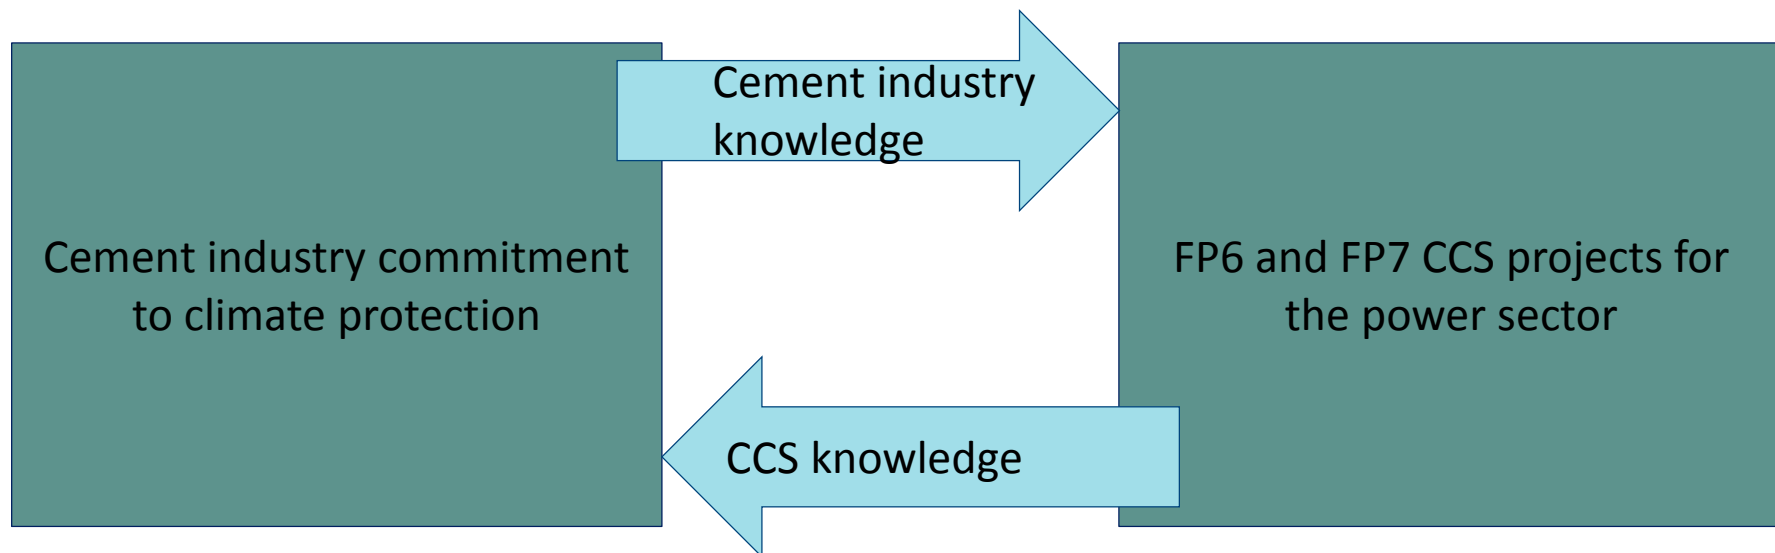 Cement industry
knowledge
Cement industry commitment
to climate protection
FP6 and FP7 CCS projects for
the power sector
CCS knowledge